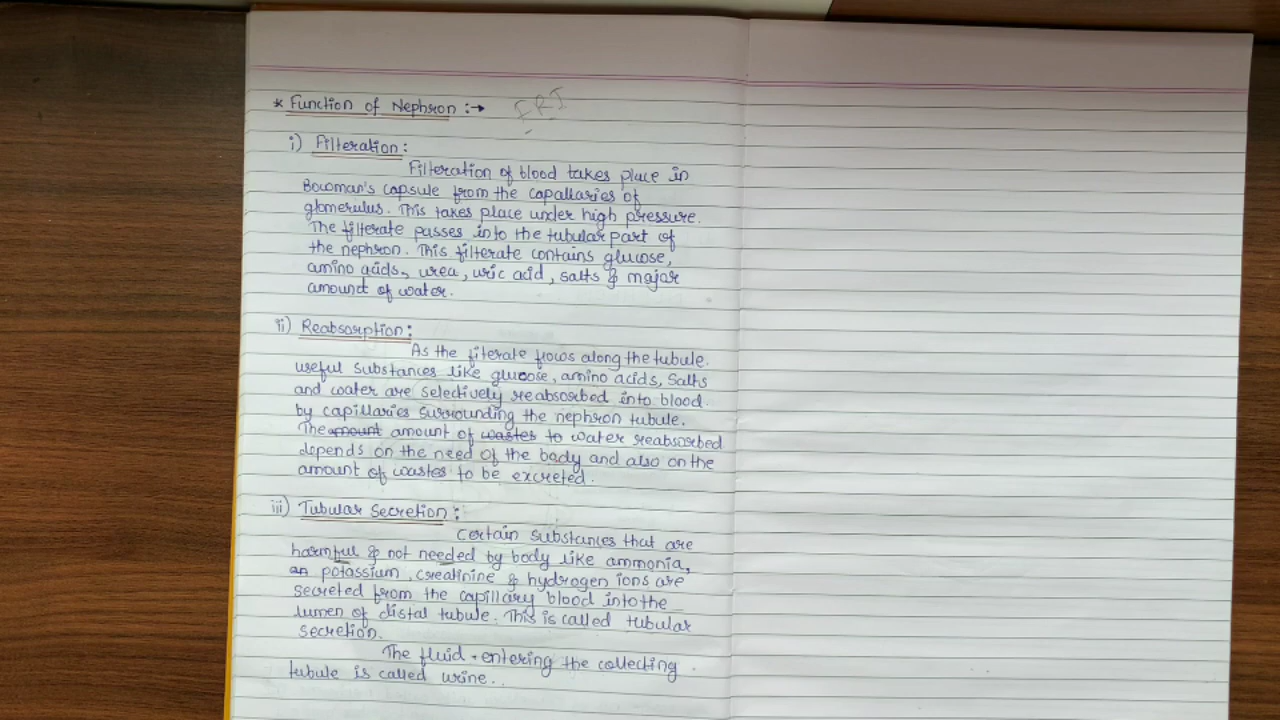 * Function of Nephron :→ IRJ
i) Filteration:
Filteration of blood takes place in
Bowman's capsule from the capallaries of
glomerulus. This takes place under high pressure.
The filterate passes into the tubular part of
the nephron. This filterate contains glucose,
amino acids, urea, uric acid, salts & major
amount of water.
ii) Reabsorption:
As the filerate flows along the tubule.
useful substances like glucose, amino acids, Salts
and water are selectively reabsorbed into blood.
by capillaries surrounding the nephron tubule.
The amount amount of wastes to water reabsorbed
depends on the need of the body and also on the
amount of wastes to be excreted.
iii) Tubular Secretion:
Certain substances that are
harmful & not needed by body like ammonia,
an potassium, creatinine & hydrogen ions are
secreted from the capillary blood into the
lumen of distal tubule. This is called tubular
secretion.
The fluid entering the collecting
tubule is called urine..